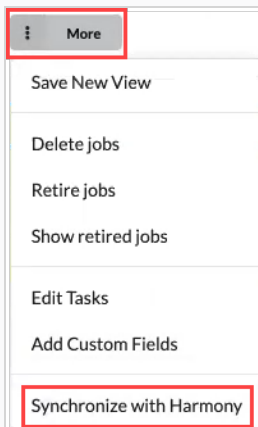 More
Save New View
Delete jobs
Retire jobs
Show retired jobs
Edit Tasks
Add Custom Fields
Synchronize with Harmony